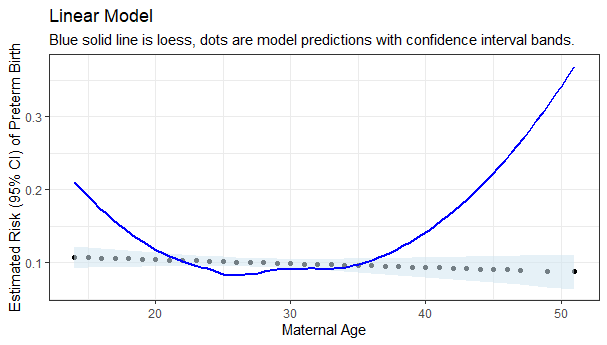 Linear Model
Blue solid line is loess, dots are model predictions with confidence interval bands.
Estimated Risk (95% CI) of Preterm Birth
0.3
0.2
0.1
20 30 40 50
Maternal Age